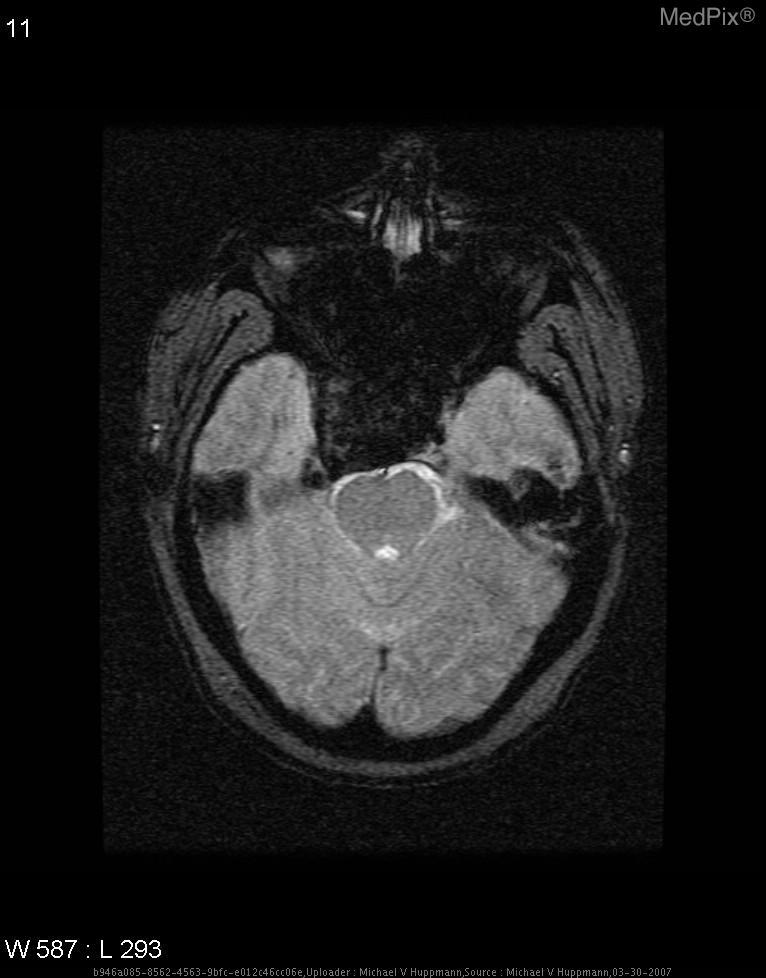 MedPix®
11
W 587 : L 293
b946a085-8562-4563-9bfc-e012c46cc06e,Uploader : Michael V Huppmann,Source : Michael V Huppmann,03-30-2007